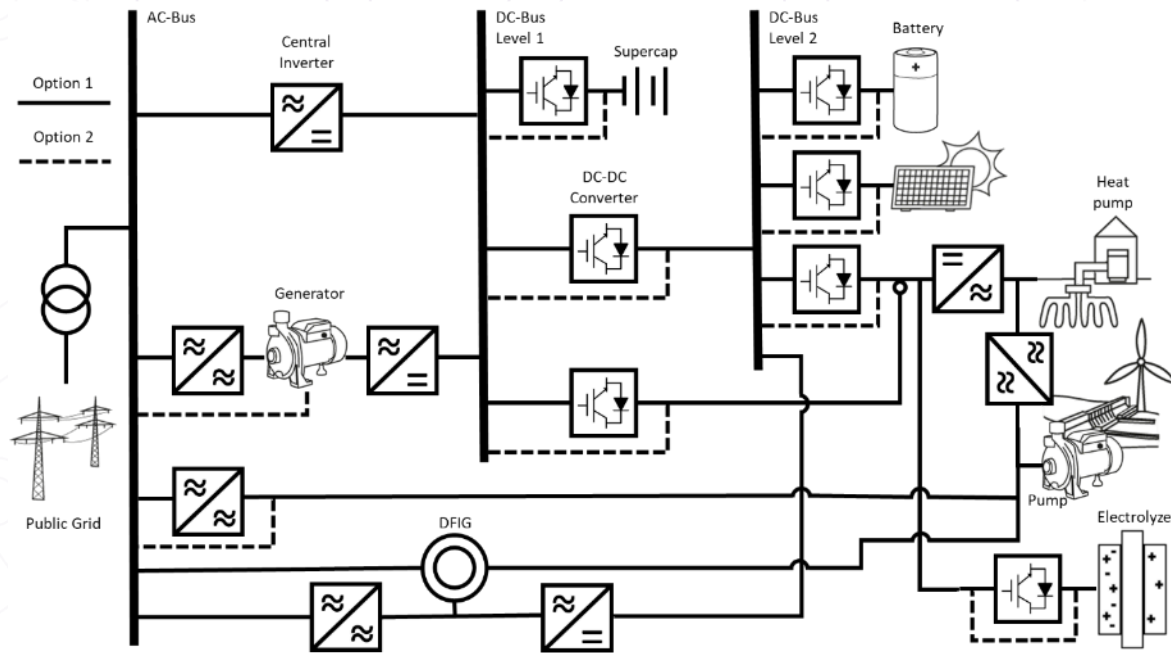 AC-Bus
DC-Bus
Level 1
DC-Bus
Level 2
Battery
Central
Inverter
Supercap
Option 1
Option 2
DC-DC
Converter
Heat
pump
Generator
Public Grid
DFIG
Pump
Electrolyze